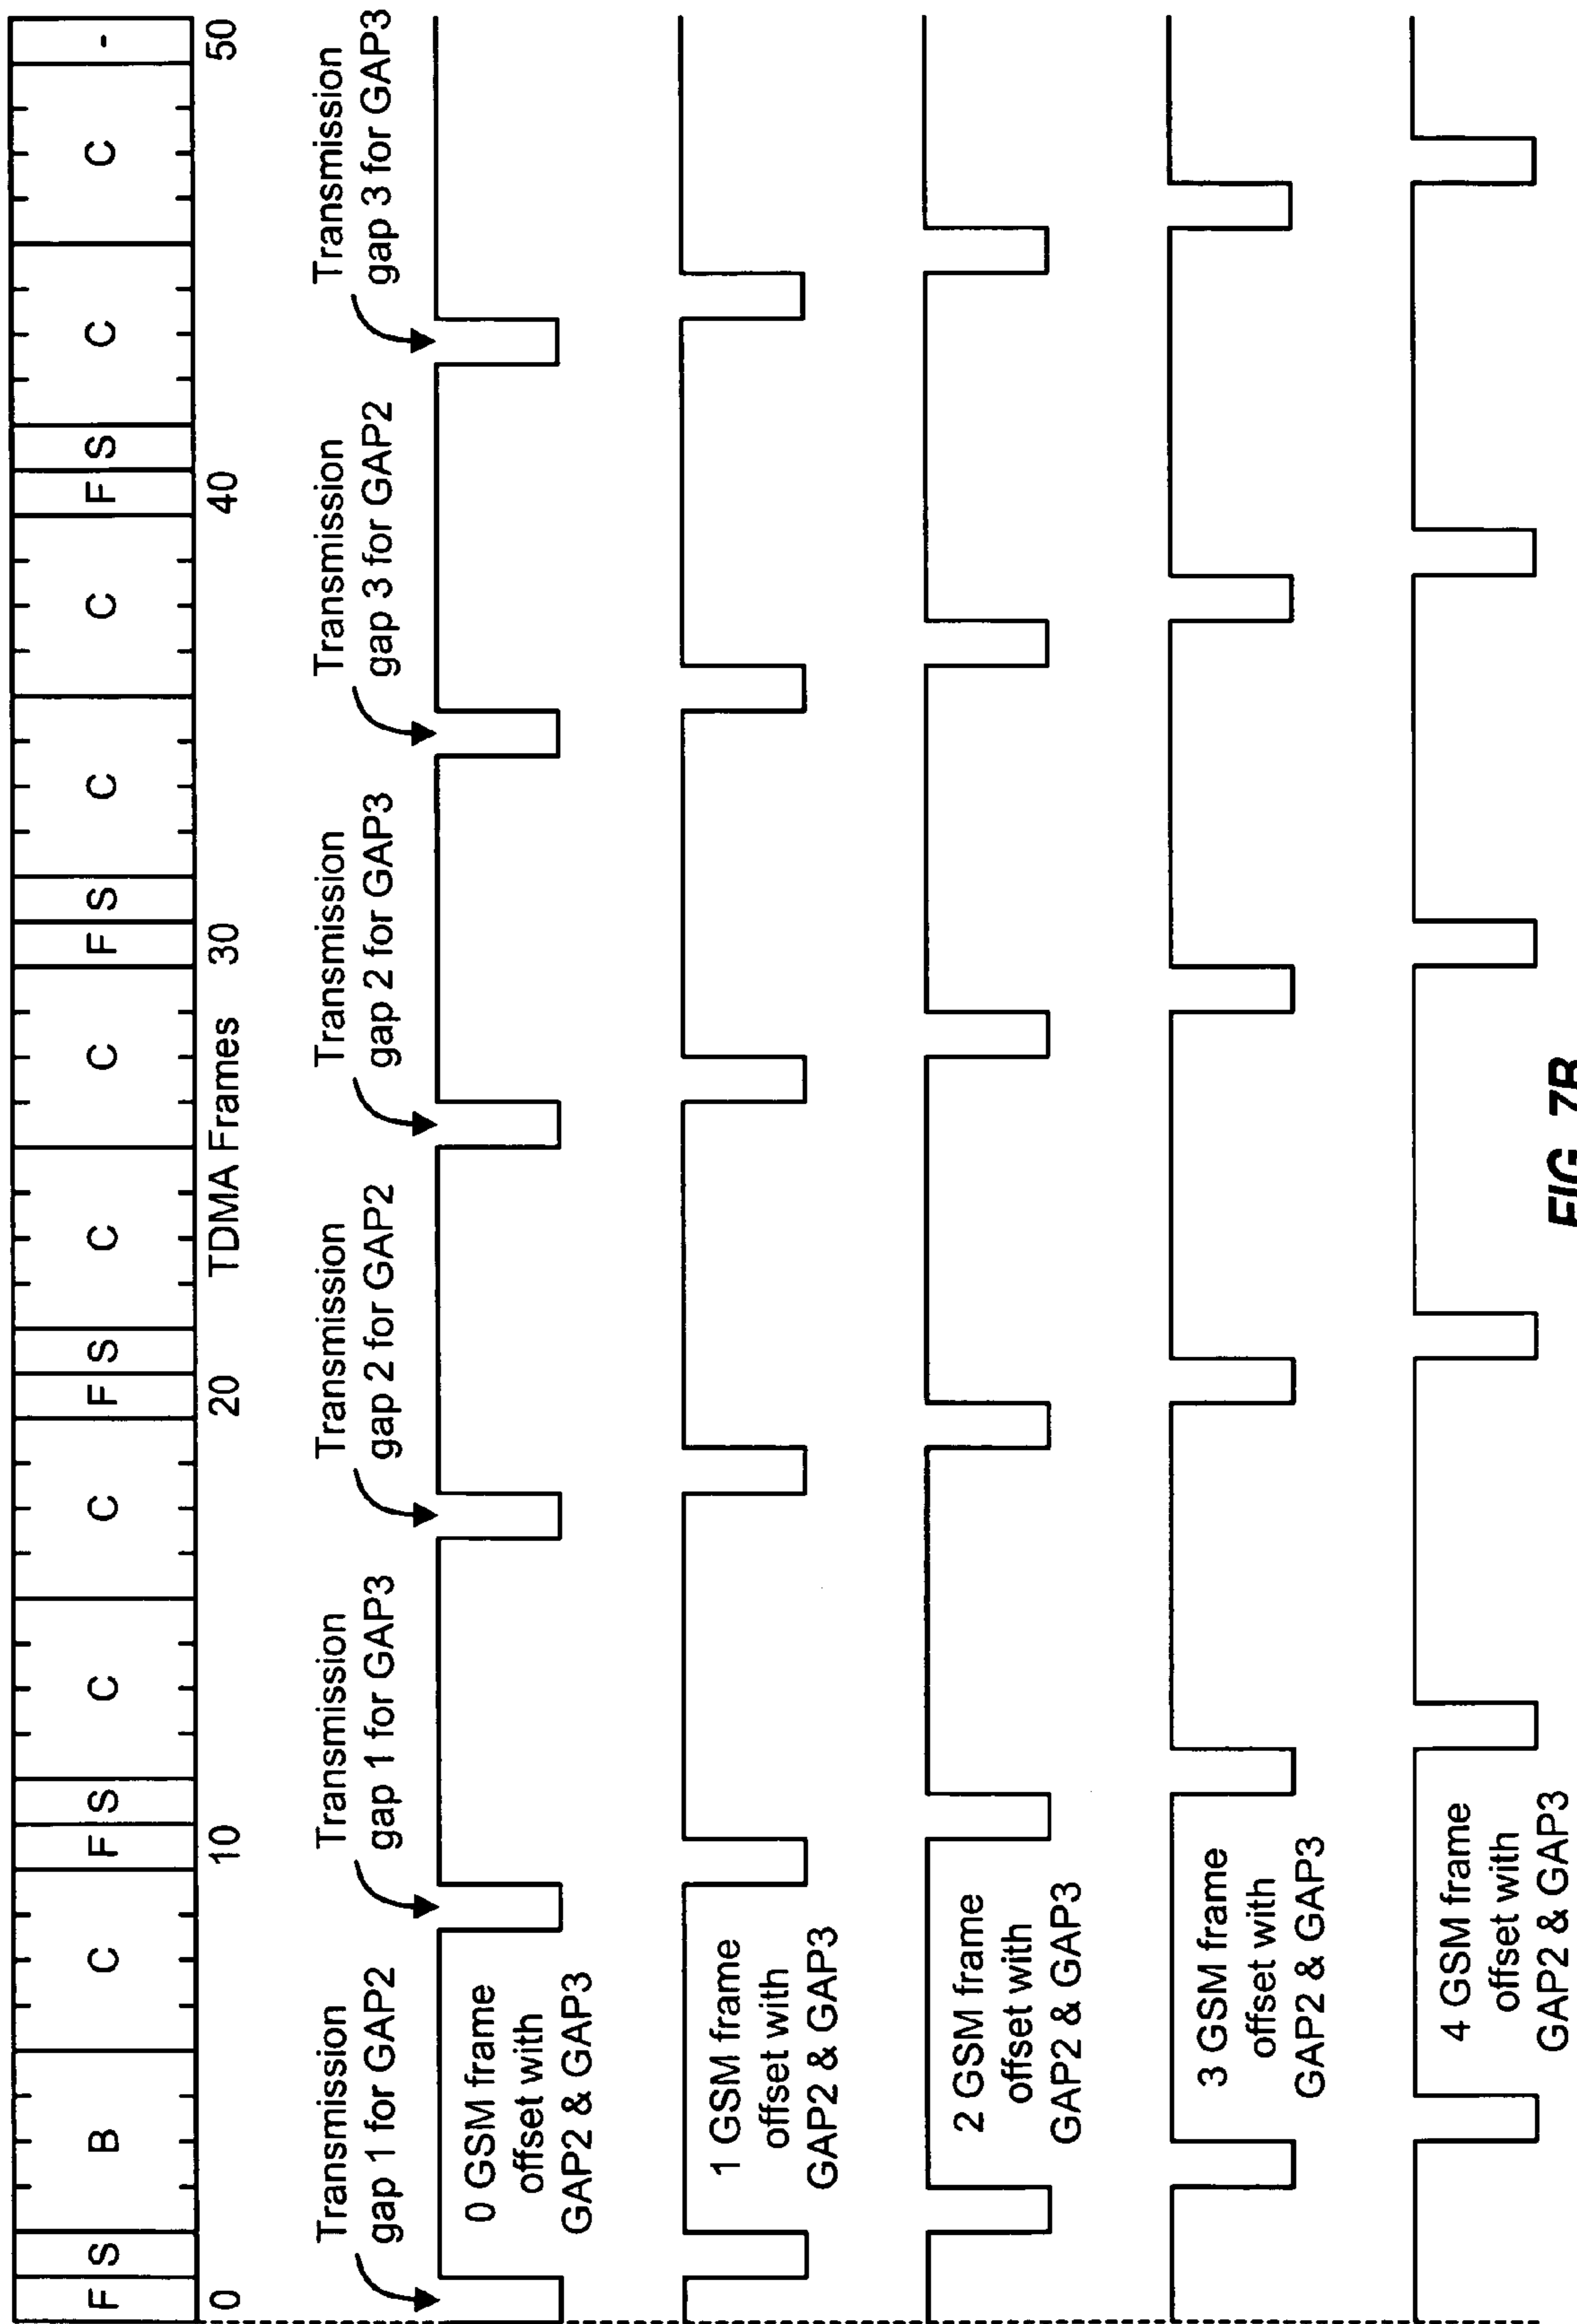 F S B C F S C C F S C C F S C C F S C C -
0 10 20 TDMA Frames 30 40 50
Transmission
gap 1 for GAP2
Transmission
gap 1 for GAP3
Transmission
gap 2 for GAP2
Transmission
gap 2 for GAP3
Transmission
gap 3 for GAP2
Transmission
gap 3 for GAP3
0 GSM frame
offset with
GAP2 & GAP3
1 GSM frame
offset with
GAP2 & GAP3
2 GSM frame
offset with
GAP2 & GAP3
3 GSM frame
offset with
GAP2 & GAP3
4 GSM frame
offset with
GAP2 & GAP3
FIG. 7B